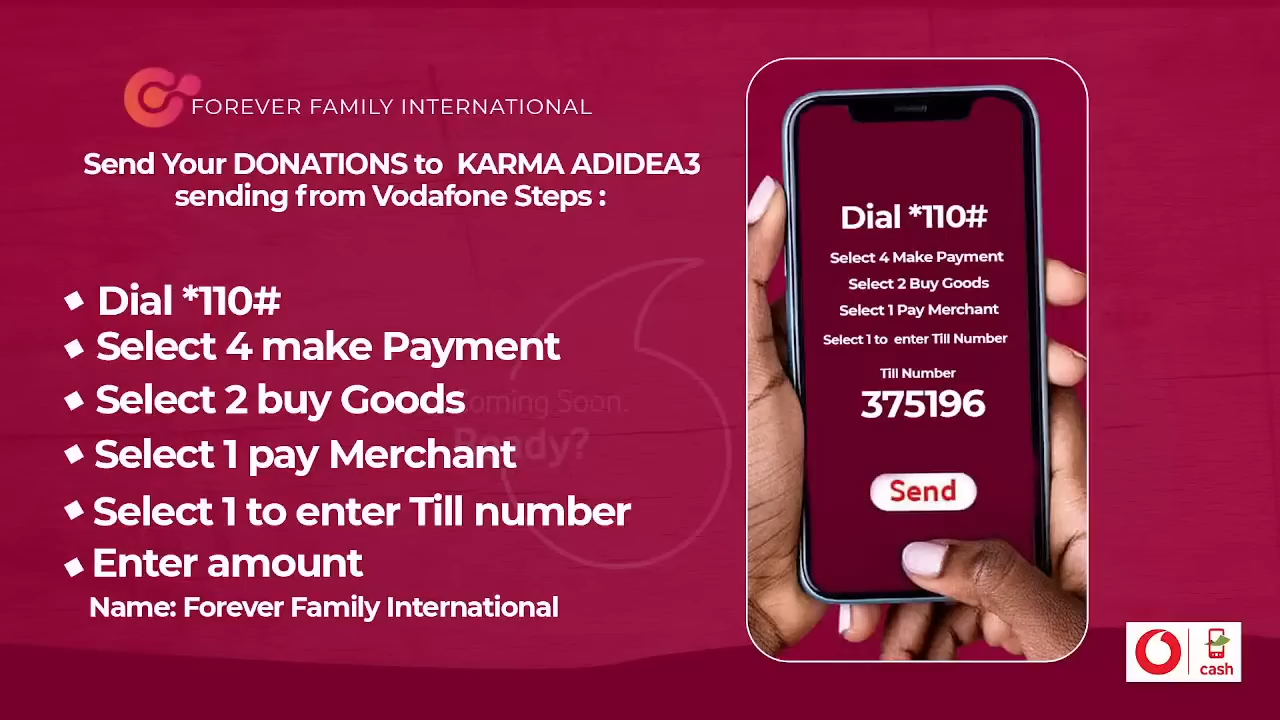 FOREVER FAMILY INTERNATIONAL
Send Your DONATIONS to KARMA ADIDEA3
sending from Vodafone Steps :
Dial *110#
Select 4 make Payment
Select 2 buy Goods
Select 1 pay Merchant
Select 1 to enter Till number
Enter amount
Name: Forever Family International
Coming Soon.
Ready?
Dial *110#
Select 4 Make Payment
Select 2 Buy Goods
Select 1 Pay Merchant
Select 1 to enter Till Number
Till Number
375196
Send
cash